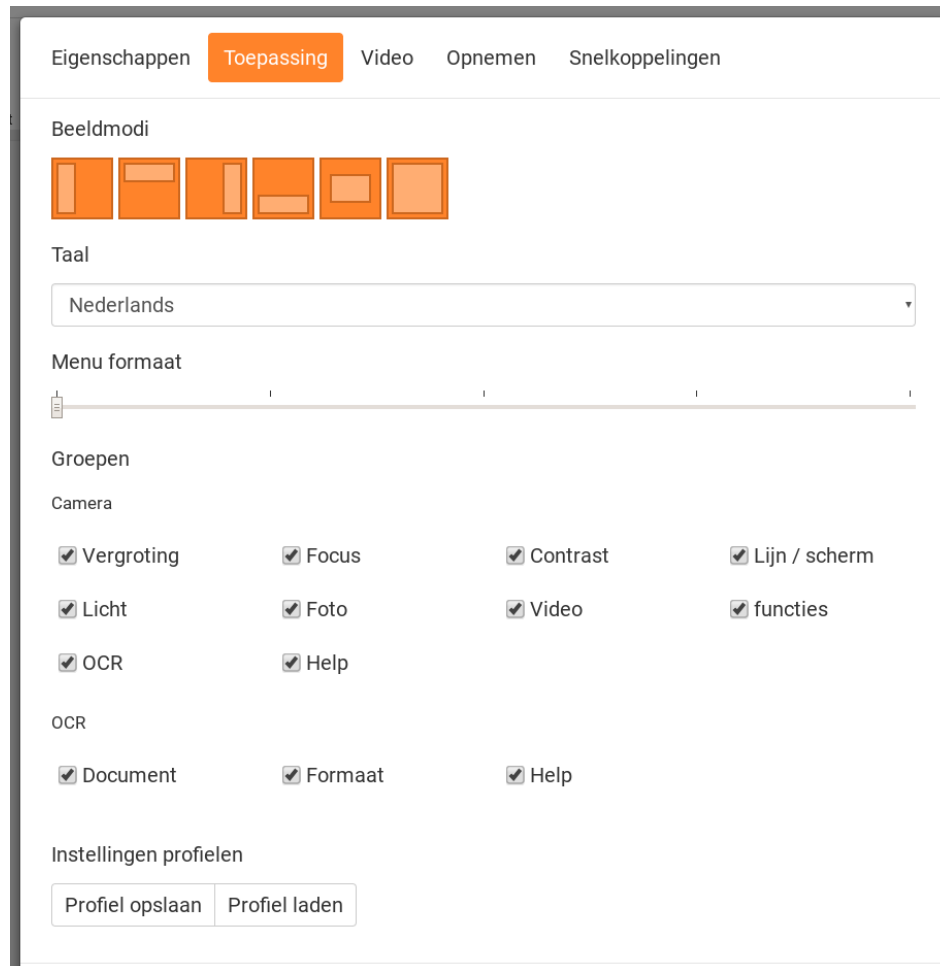 Eigenschappen Toepassing Video Opnemen Snelkoppelingen
Beeldmodi
Taal
Nederlands
Menu formaat
Groepen
Camera
Vergroting Focus Contrast Lijn / scherm
Licht Foto Video functies
OCR Help
OCR
Document Formaat Help
Instellingen profielen
Profiel opslaan Profiel laden